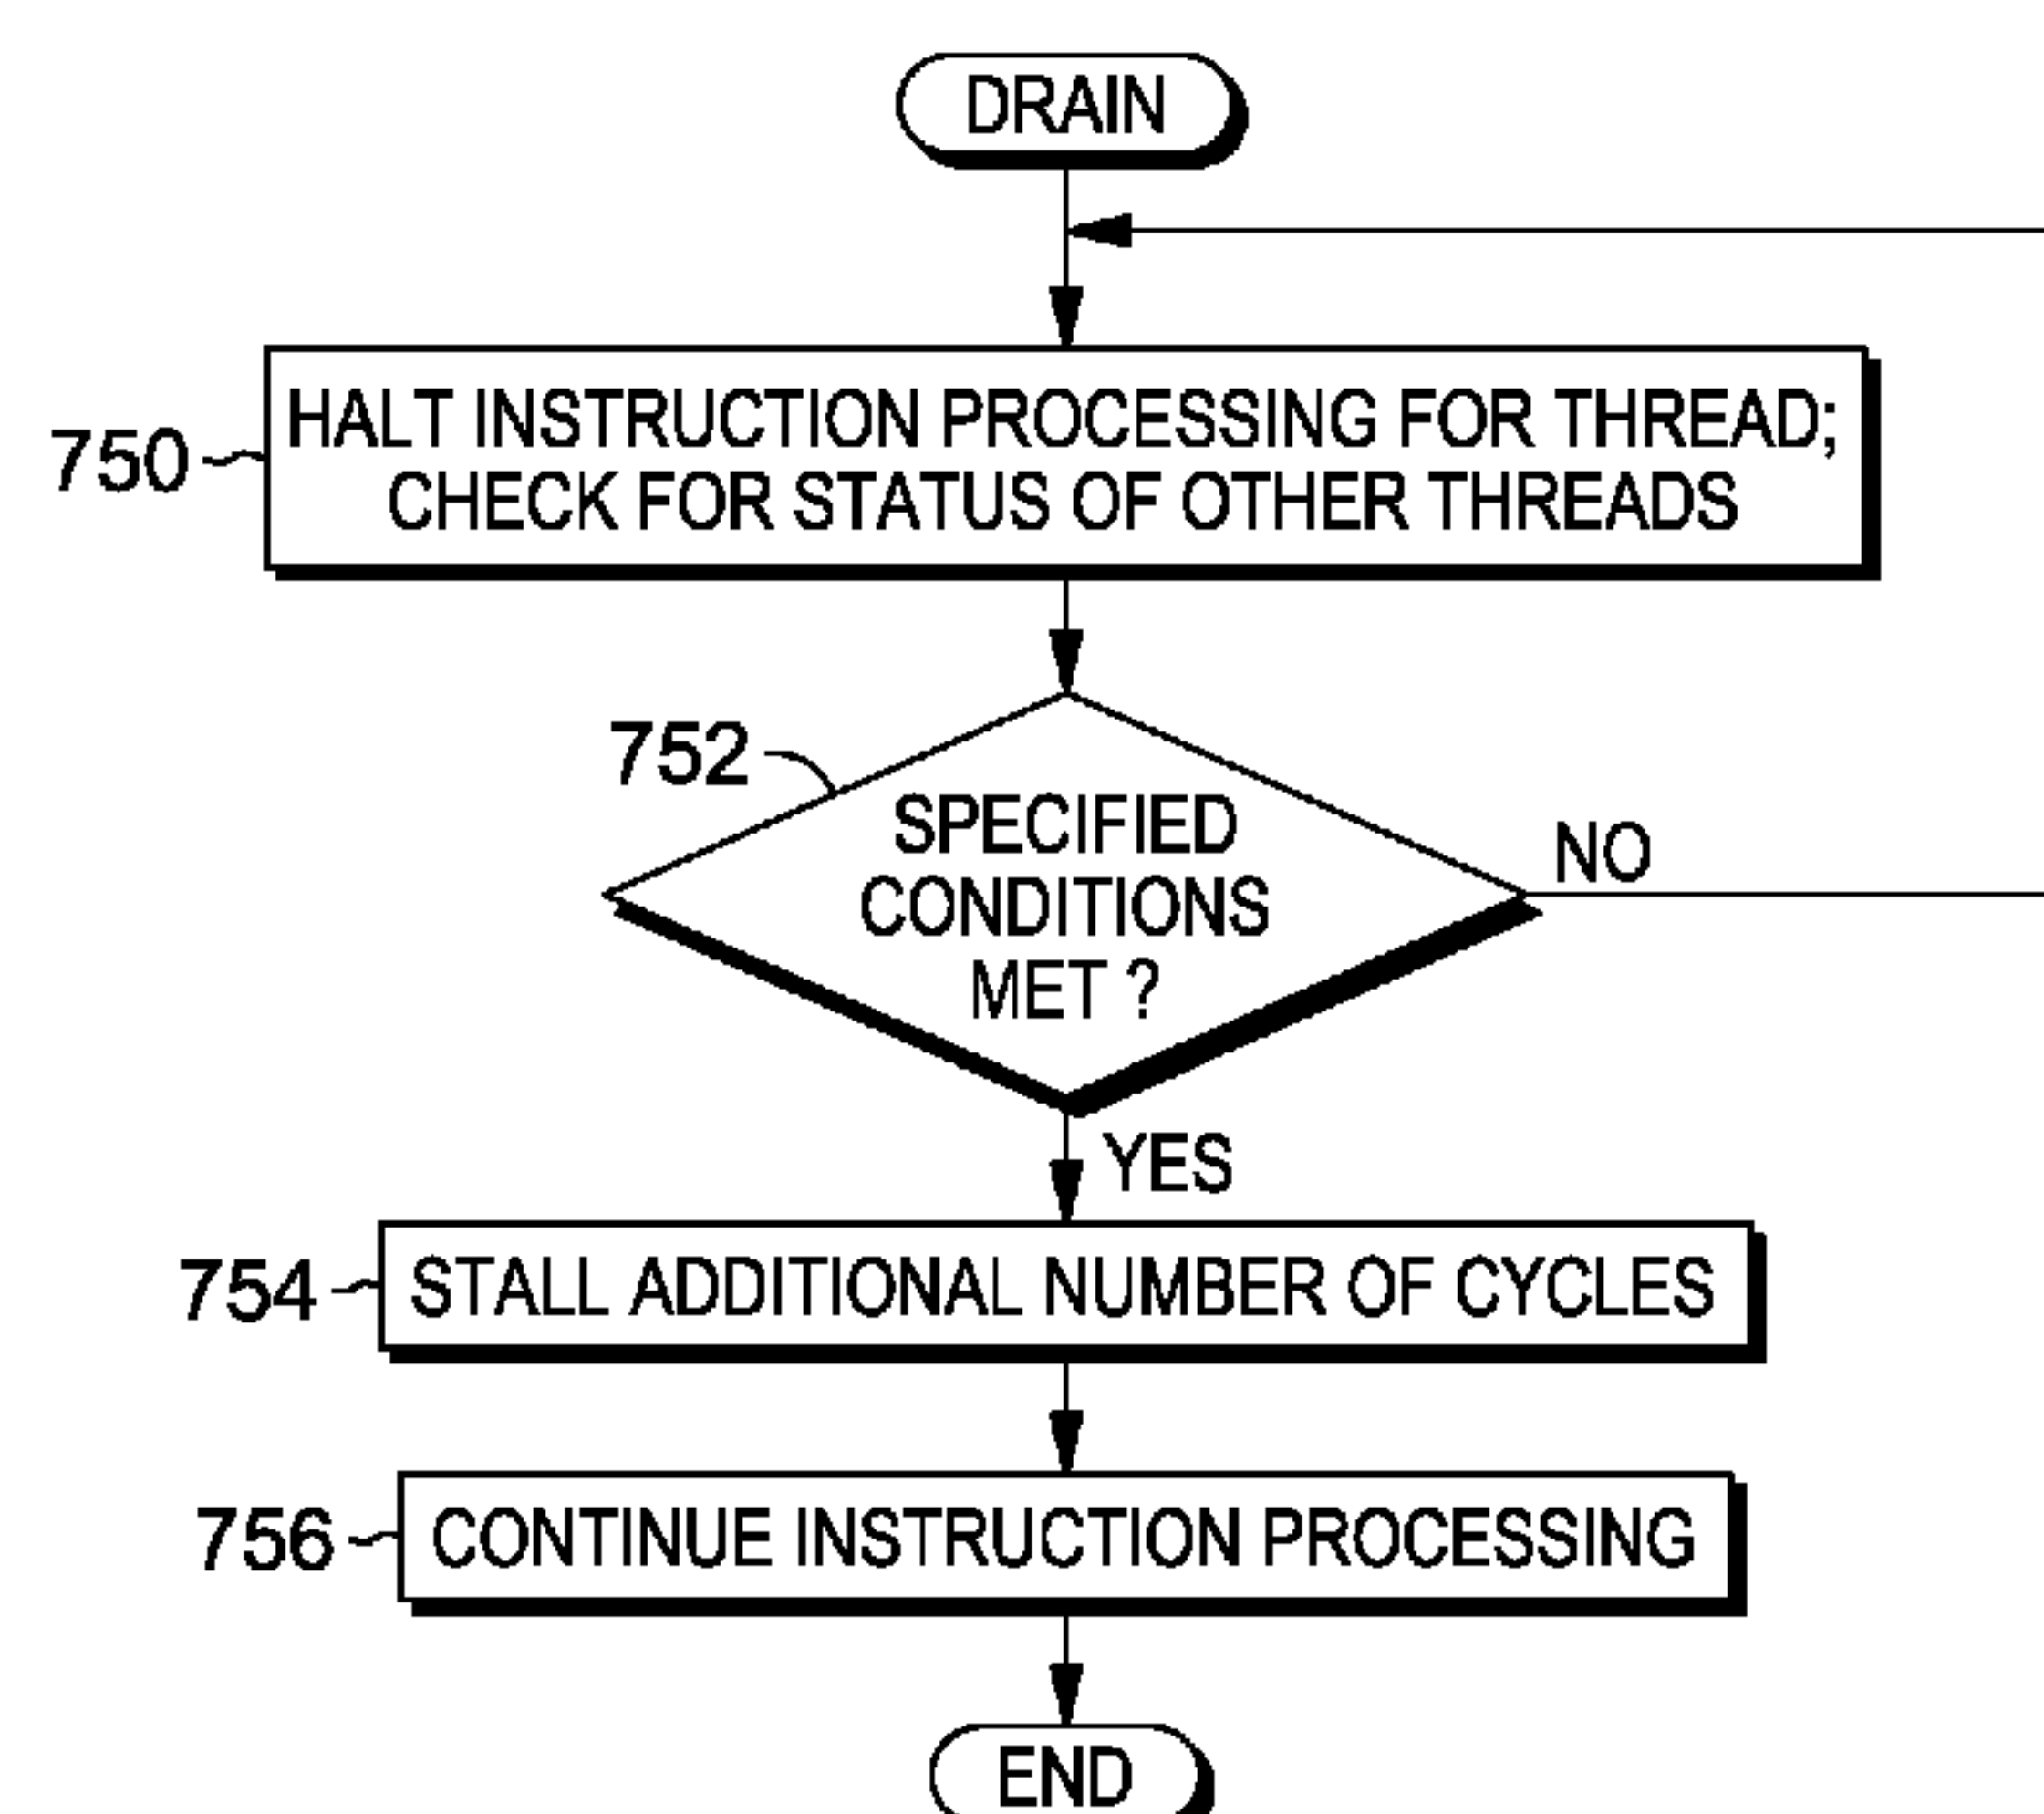 DRAIN
750
HALT INSTRUCTION PROCESSING FOR THREAD;
CHECK FOR STATUS OF OTHER THREADS
752
SPECIFIED
CONDITIONS
MET ?
NO
YES
754
STALL ADDITIONAL NUMBER OF CYCLES
756
CONTINUE INSTRUCTION PROCESSING
END